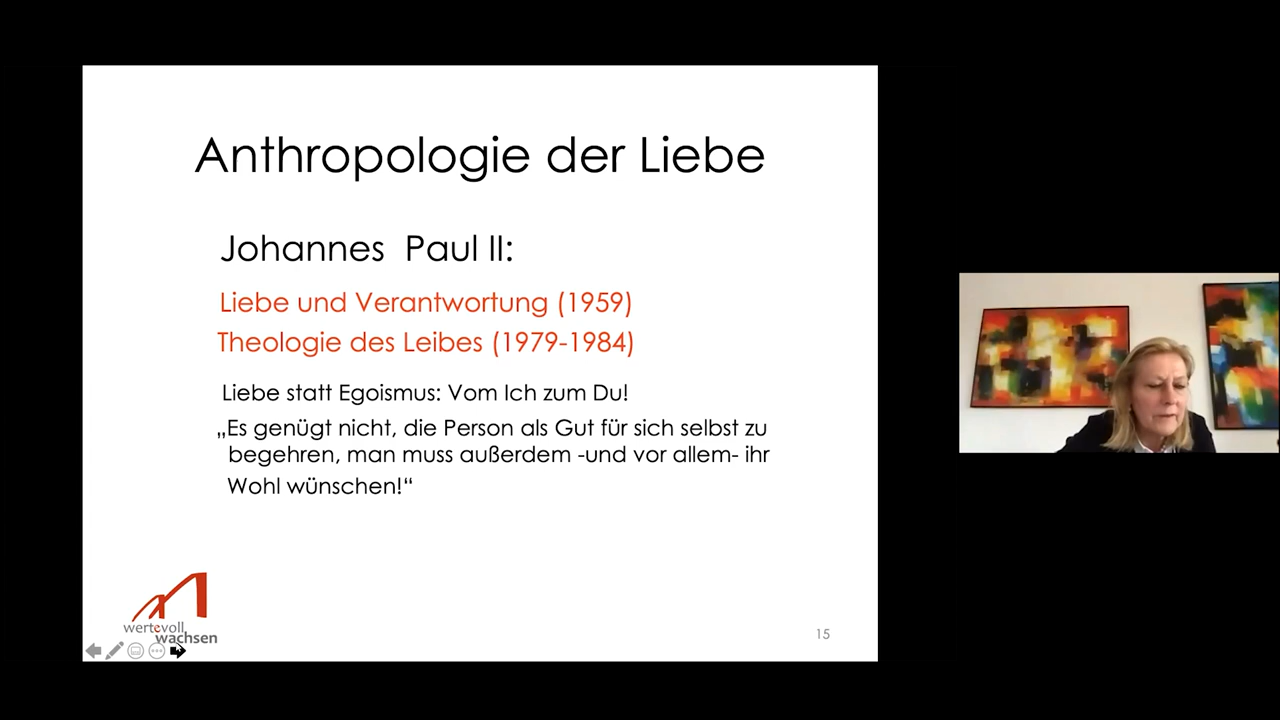 Anthropologie der Liebe
Johannes Paul II:
Liebe und Verantwortung (1959)
Theologie des Leibes (1979-1984)
Liebe statt Egoismus: Vom Ich zum Du!
„Es genügt nicht, die Person als Gut für sich selbst zu
begehren, man muss außerdem -und vor allem- ihr
Wohl wünschen!“
wertevoll
wachsen
15